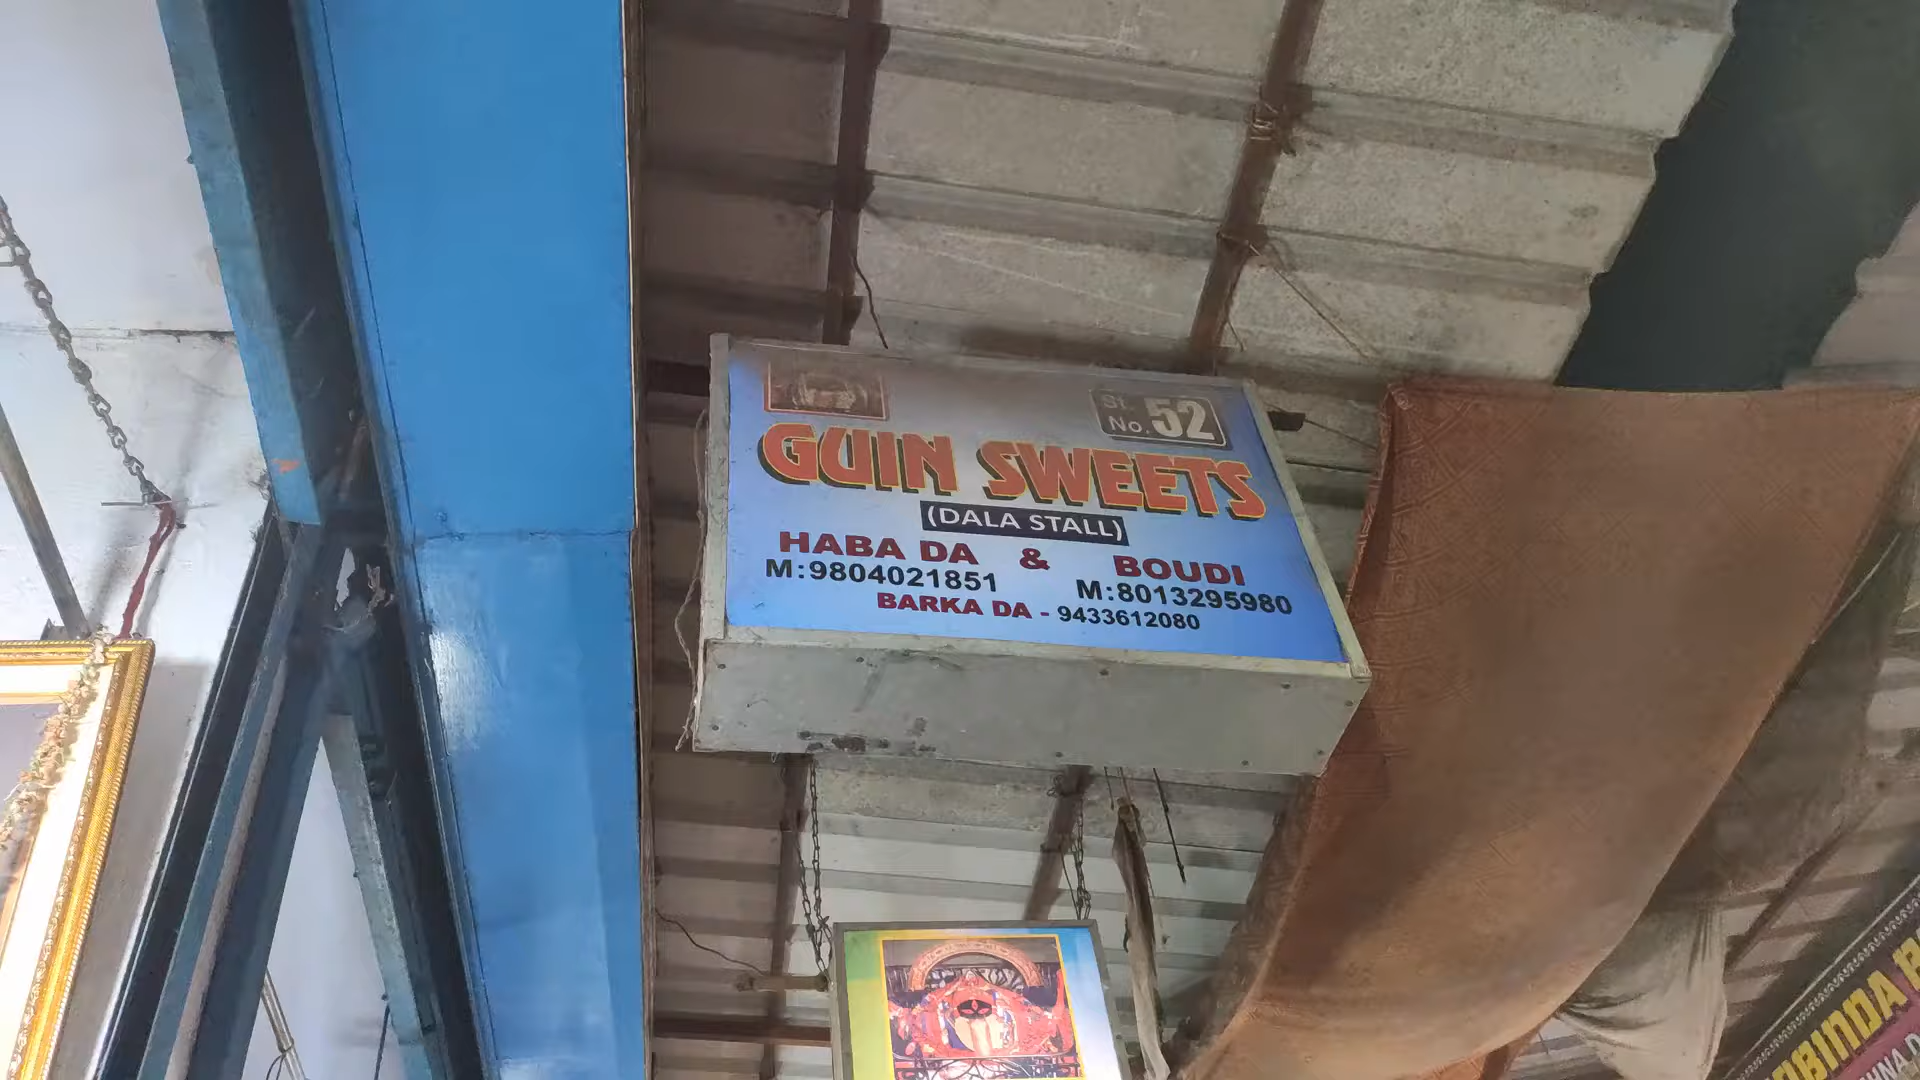 St. No. 52
GUIN SWEETS
(DALA STALL)
HABA DA & BOUDI
M:9804021851 M:8013295980
BARKA DA - 9433612080